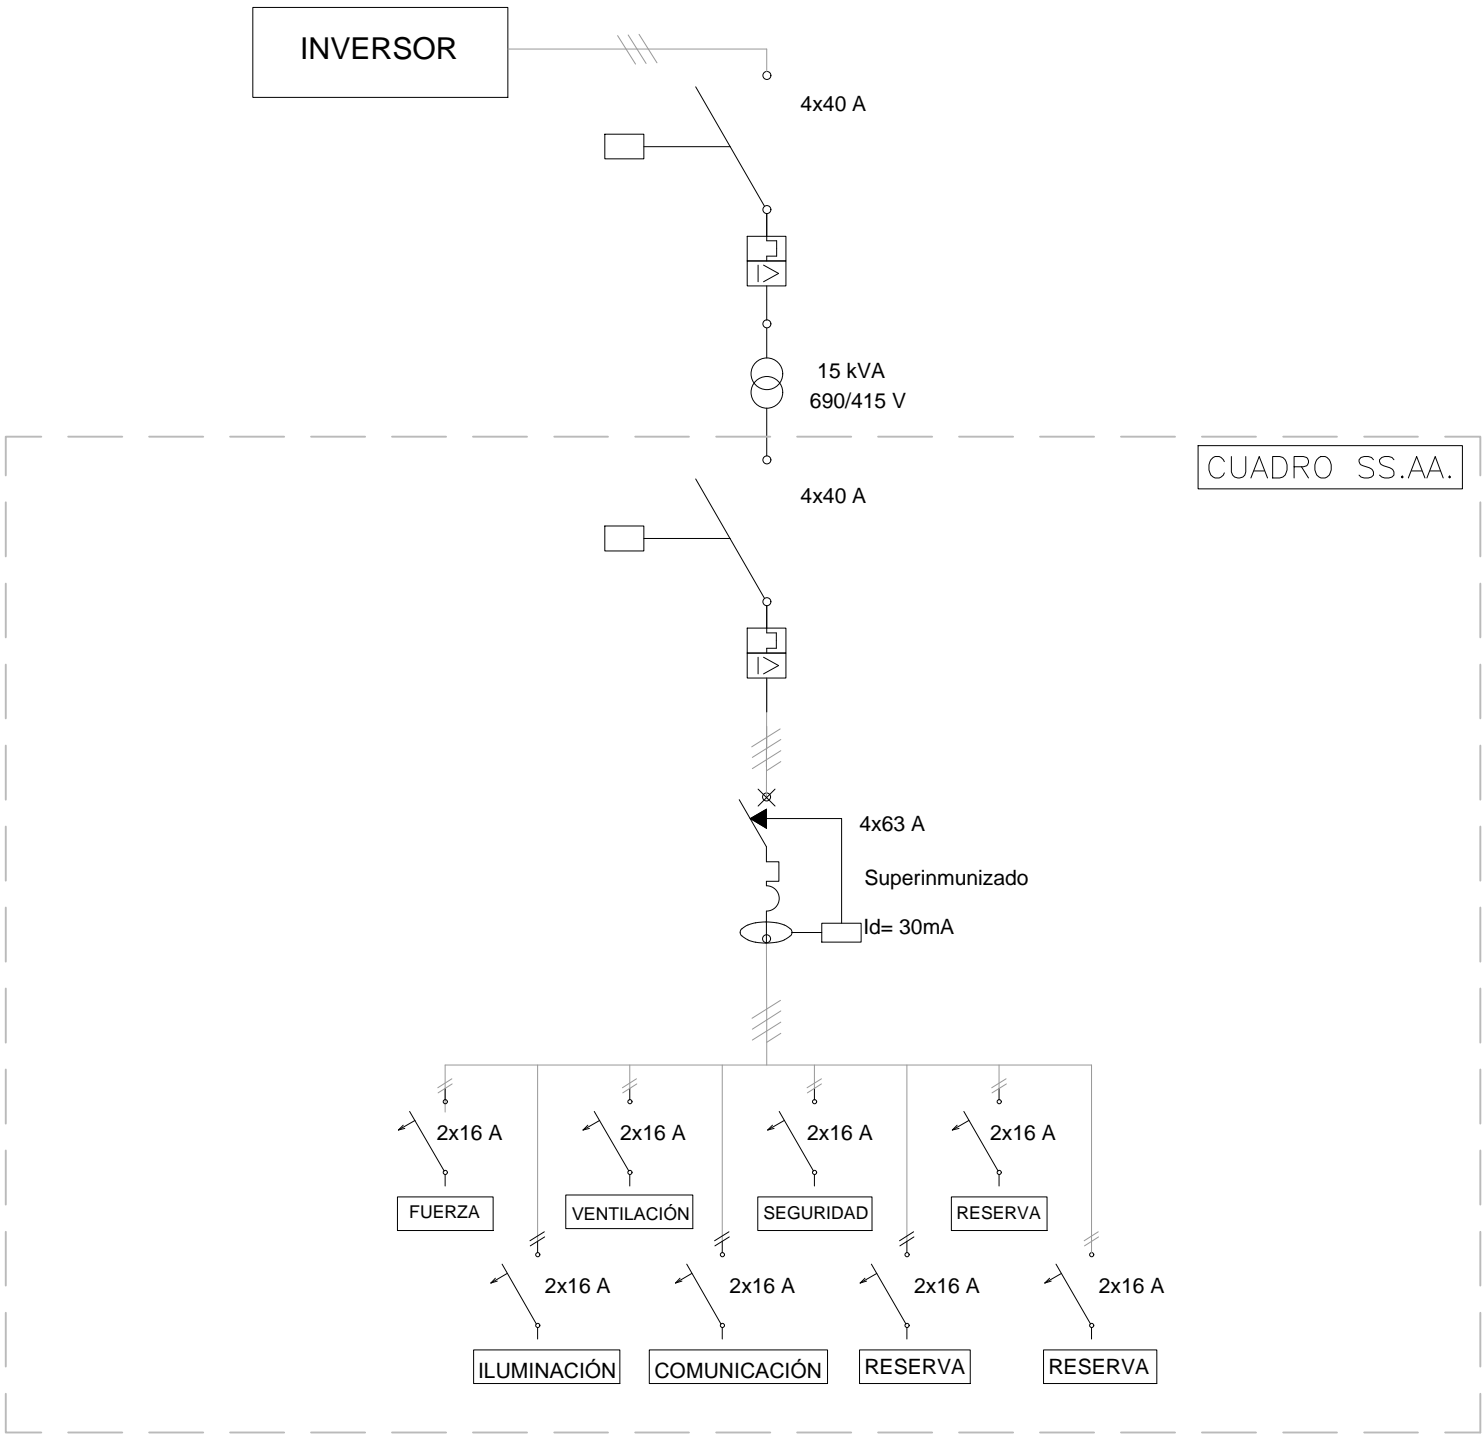 INVERSOR
4x40 A
15 kVA
690/415 V
CUADRO SS.AA.
4x40 A
4x63 A
Superinmunizado
Id= 30mA
2x16 A
2x16 A
2x16 A
2x16 A
FUERZA
VENTILACIÓN
SEGURIDAD
RESERVA
2x16 A
2x16 A
2x16 A
2x16 A
ILUMINACIÓN
COMUNICACIÓN
RESERVA
RESERVA